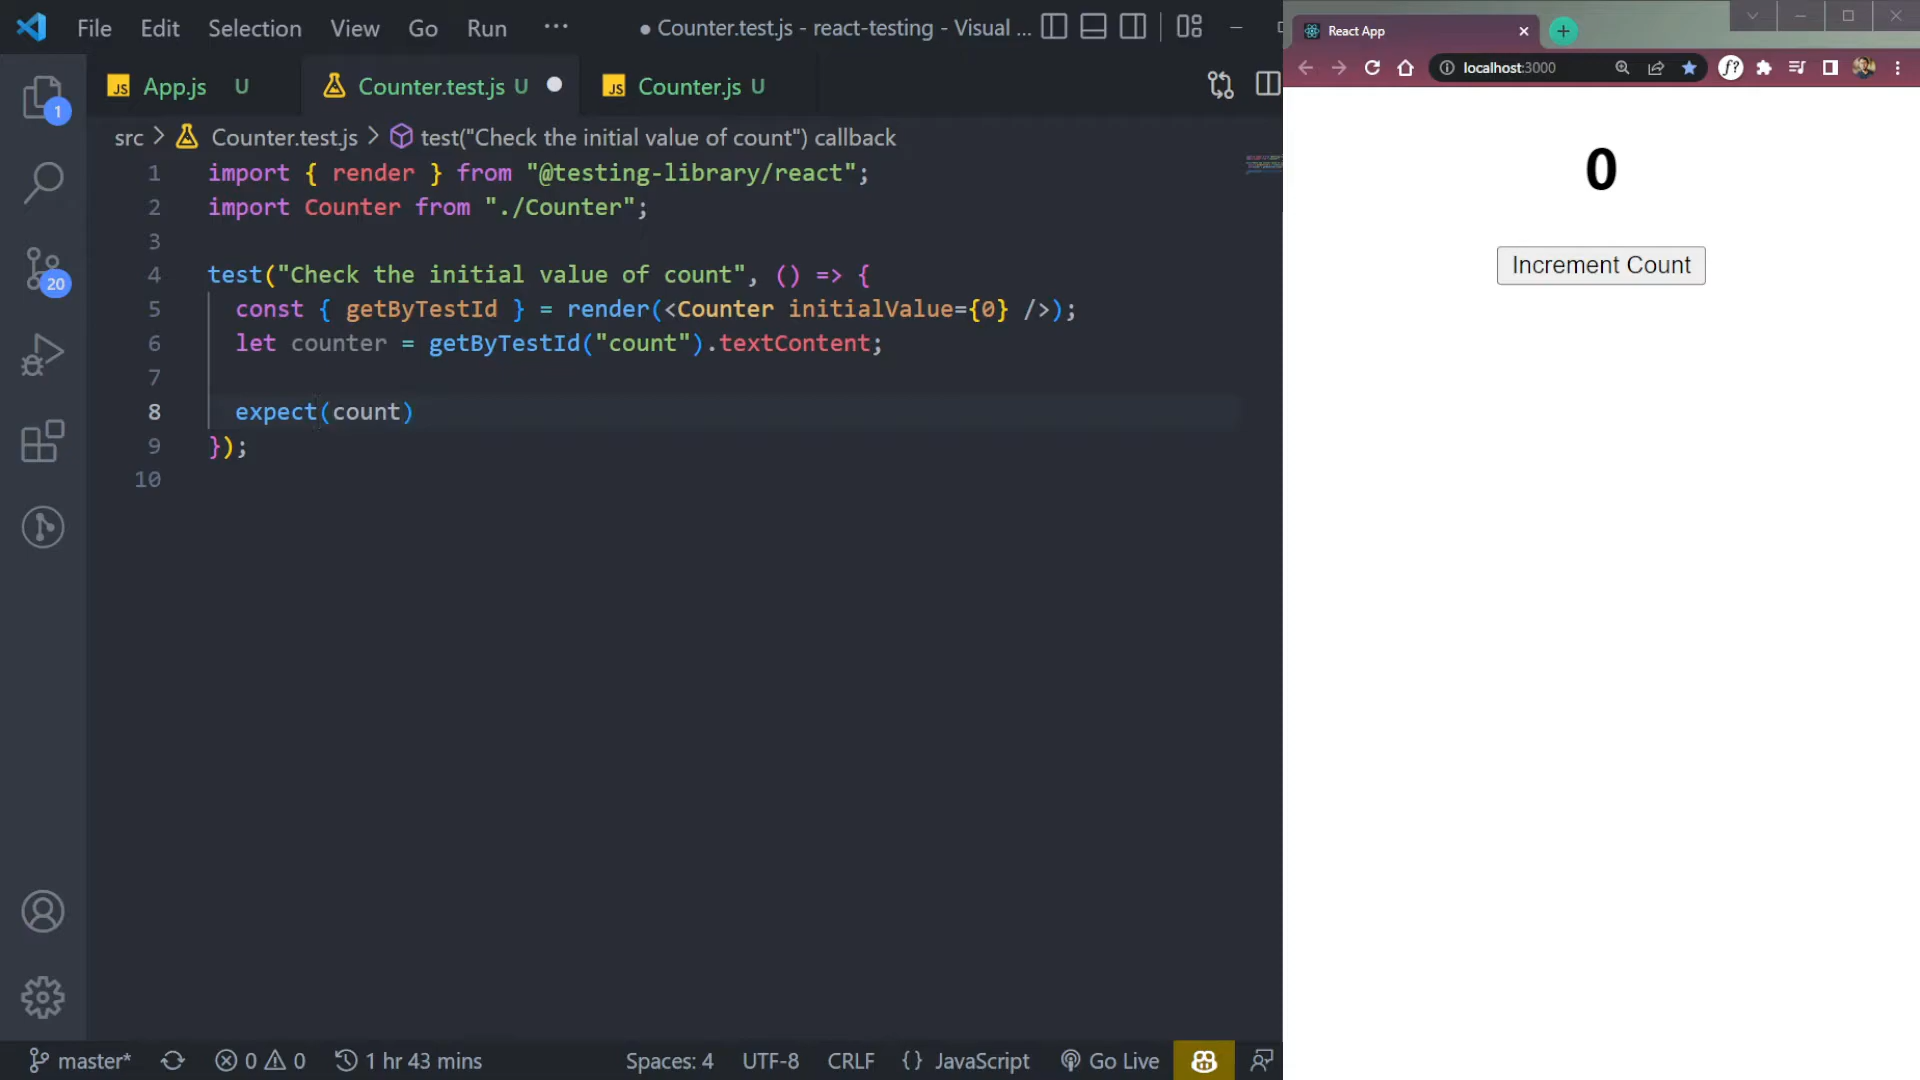 File Edit Selection View Go Run ··· ● Counter.test.js - react-testing - Visual ...
App.js U Counter.test.js U ● Counter.js U
src > Counter.test.js > test("Check the initial value of count") callback
1 import { render } from "@testing-library/react";
2 import Counter from "./Counter";
3
4 test("Check the initial value of count", () => {
5 const { getByTestId } = render(<Counter initialValue={0} />);
6 let counter = getByTestId("count").textContent;
7
8 expect(count)
9 });
10
1
20
master* 0 0 1 hr 43 mins Spaces: 4 UTF-8 CRLF {} JavaScript Go Live
React App
localhost:3000
f?
0
Increment Count